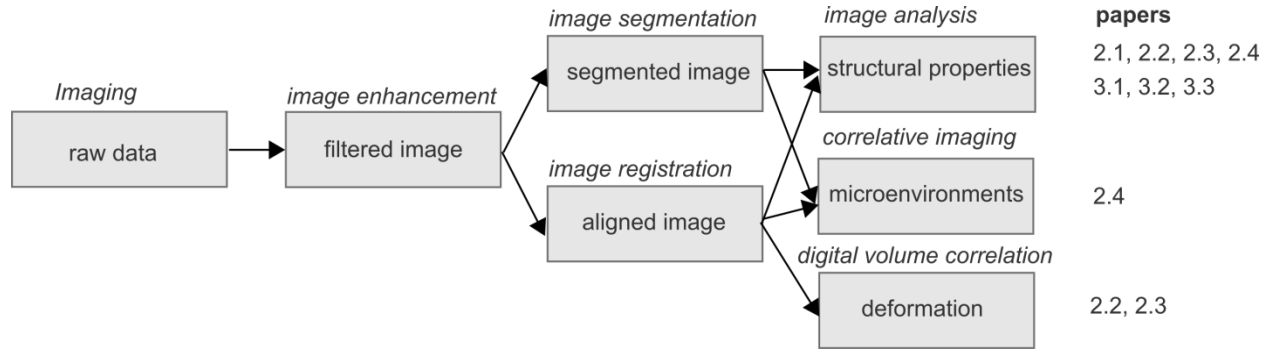 Imaging
raw data
image enhancement
filtered image
image segmentation
segmented image
image registration
aligned image
image analysis
structural properties
correlative imaging
microenvironments
digital volume correlation
deformation
papers
2.1, 2.2, 2.3, 2.4
3.1, 3.2, 3.3
2.4
2.2, 2.3